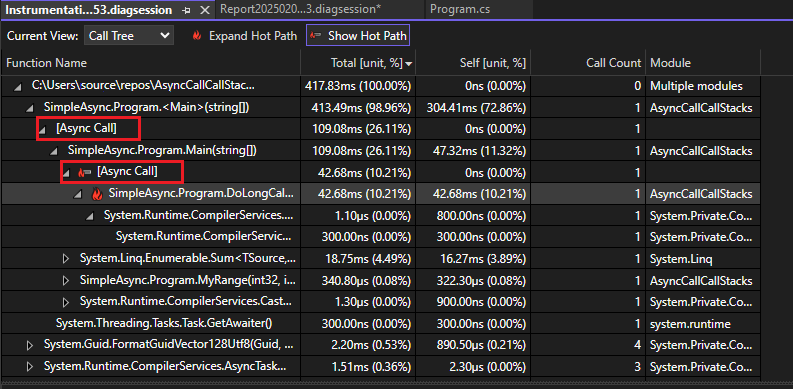 Instrumentati... 53.diagsession Report2025020...3.diagsession* Program.cs
Current View: Call Tree Expand Hot Path Show Hot Path
Function Name Total [unit, %] Self [unit, %] Call Count Module
C:\Users\source\repos\AsyncCallCallStac... 417.83ms (100.00%) 0ns (0.00%) 0 Multiple modules
SimpleAsync.Program.<Main>(string[]) 413.49ms (98.96%) 304.41ms (72.86%) 1 AsyncCallCallStacks
[Async Call] 109.08ms (26.11%) 0ns (0.00%) 1
SimpleAsync.Program.Main(string[]) 109.08ms (26.11%) 47.32ms (11.32%) 1 AsyncCallCallStacks
[Async Call] 42.68ms (10.21%) 0ns (0.00%) 1
SimpleAsync.Program.DoLongCal... 42.68ms (10.21%) 42.68ms (10.21%) 1 AsyncCallCallStacks
System.Runtime.CompilerServices.... 1.10µs (0.00%) 800.00ns (0.00%) 1 System.Private.Co...
System.Runtime.CompilerServic... 300.00ns (0.00%) 300.00ns (0.00%) 1 System.Private.Co...
System.Linq.Enumerable.Sum<TSource,... 18.75ms (4.49%) 16.27ms (3.89%) 1 System.Linq
SimpleAsync.Program.MyRange(int32, i... 340.80µs (0.08%) 322.30µs (0.08%) 1 AsyncCallCallStacks
System.Runtime.CompilerServices.Cast... 1.30µs (0.00%) 900.00ns (0.00%) 1 System.Private.Co...
System.Threading.Tasks.Task.GetAwaiter() 300.00ns (0.00%) 300.00ns (0.00%) 1 system.runtime
System.Guid.FormatGuidVector128Utf8(Guid, ... 2.20ms (0.53%) 890.50µs (0.21%) 4 System.Private.Co...
System.Runtime.CompilerServices.AsyncTask... 1.51ms (0.36%) 2.30µs (0.00%) 3 System.Private.Co...